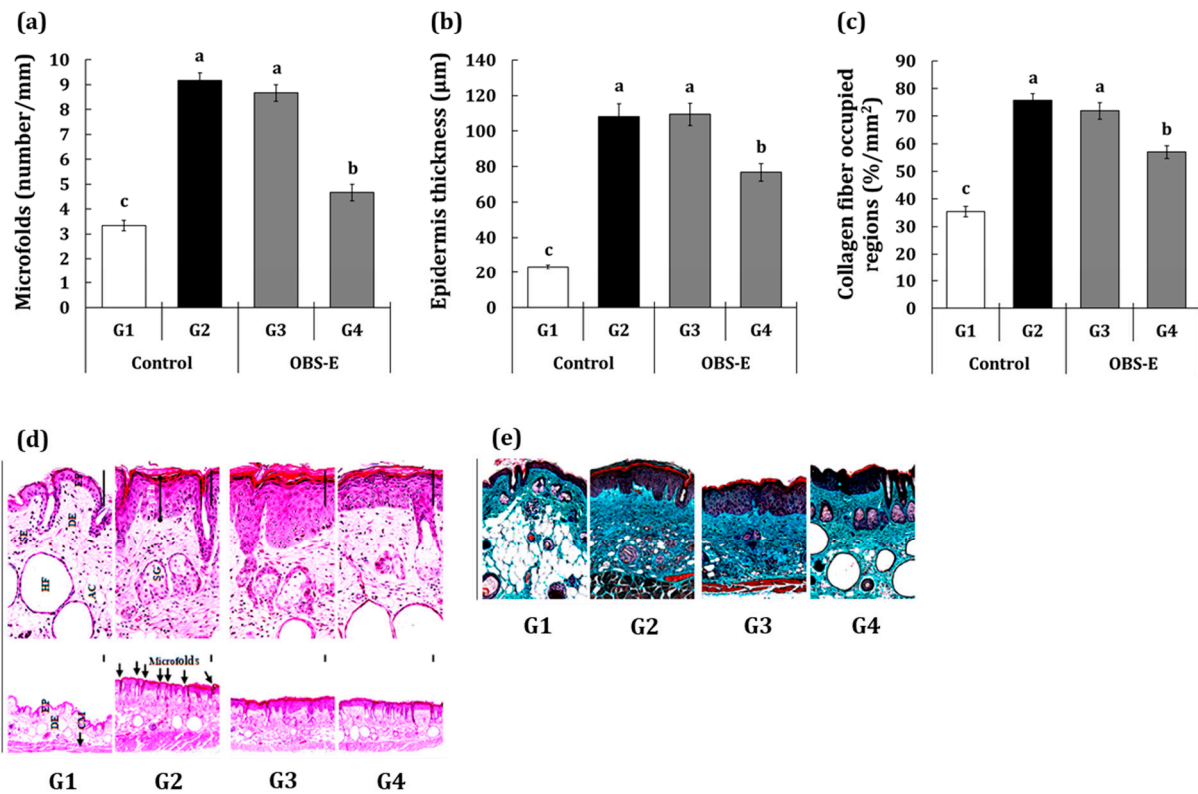 (a)
Microfolds (number/mm)
10
9
8
7
6
5
4
3
2
1
0
c
a
a
b
G1 G2 G3 G4
Control OBS-E
(b)
Epidermis thickness (μm)
140
120
100
80
60
40
20
0
c
a
a
b
G1 G2 G3 G4
Control OBS-E
(c)
Collagen fiber occupied
regions (%/mm²)
90
80
70
60
50
40
30
20
10
0
c
a
a
b
G1 G2 G3 G4
Control OBS-E
(d)
EP
DE
SE
HF
AC
SG
Microfolds
EP
DE
CM
G1 G2 G3 G4
(e)
G1 G2 G3 G4